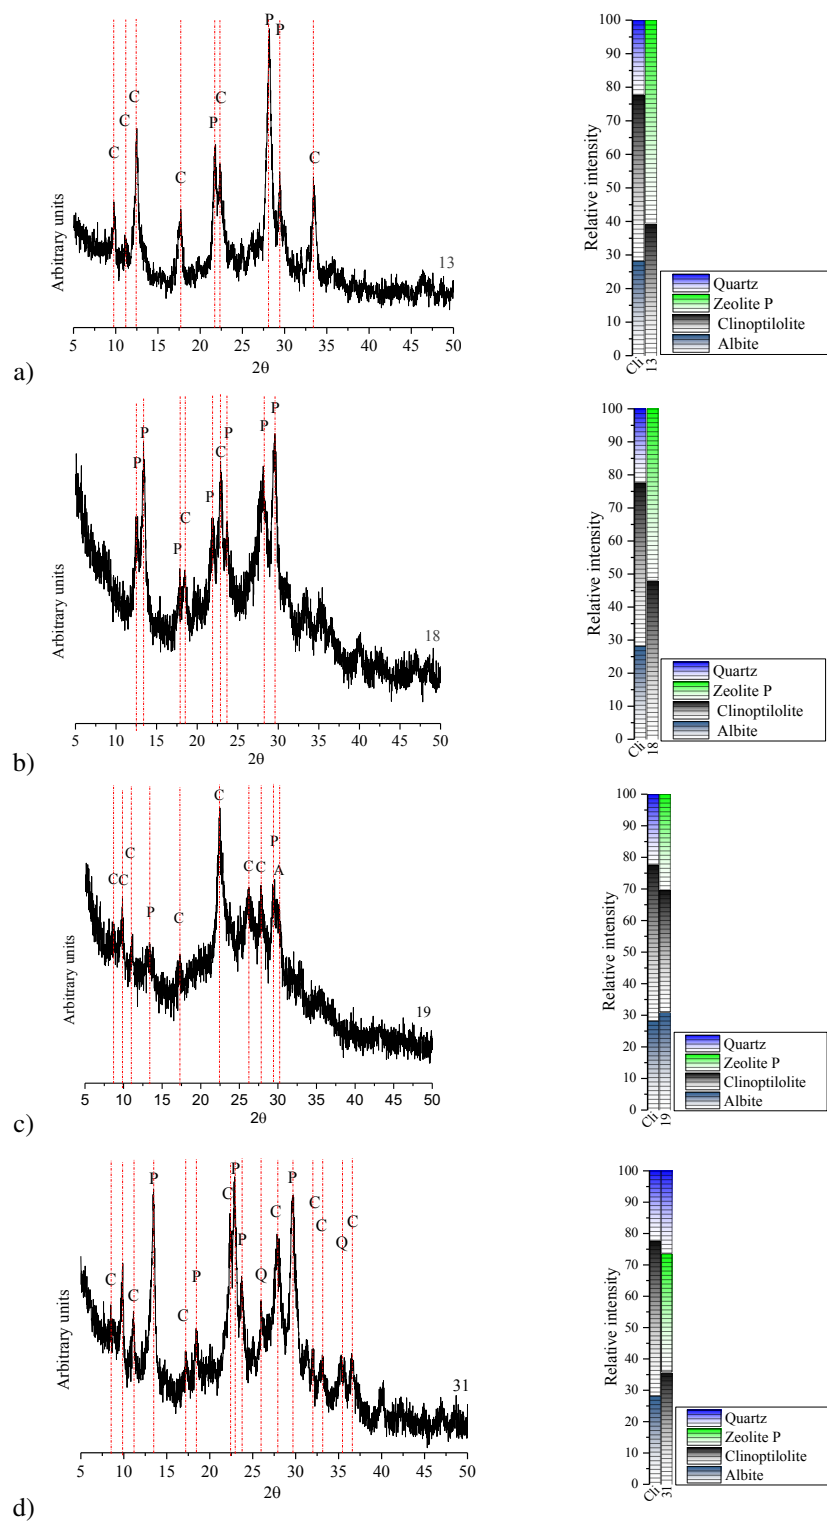 P
P
C
C
C
C
P
C
C
Arbitrary units
13
5 10 15 20 25 30 35 40 45 50
2θ
a)
100
90
80
70
60
50
40
30
20
10
0
Relative intensity
Quartz
Zeolite P
Clinoptilolite
Albite
Cli
13
P
P
P
P
C
P
C
P
P
P
Arbitrary units
18
5 10 15 20 25 30 35 40 45 50
2θ
b)
100
90
80
70
60
50
40
30
20
10
0
Relative intensity
Quartz
Zeolite P
Clinoptilolite
Albite
Cli
18
C
C
C
C
P
C
C
C
P
A
Arbitrary units
19
5 10 15 20 25 30 35 40 45 50
2θ
c)
100
90
80
70
60
50
40
30
20
10
0
Relative intensity
Quartz
Zeolite P
Clinoptilolite
Albite
Cli
19
C
C
P
C
P
C
P
P
Q
C
P
C
C
Q
C
Arbitrary units
31
5 10 15 20 25 30 35 40 45 50
2θ
d)
100
90
80
70
60
50
40
30
20
10
0
Relative intensity
Quartz
Zeolite P
Clinoptilolite
Albite
Cli
31